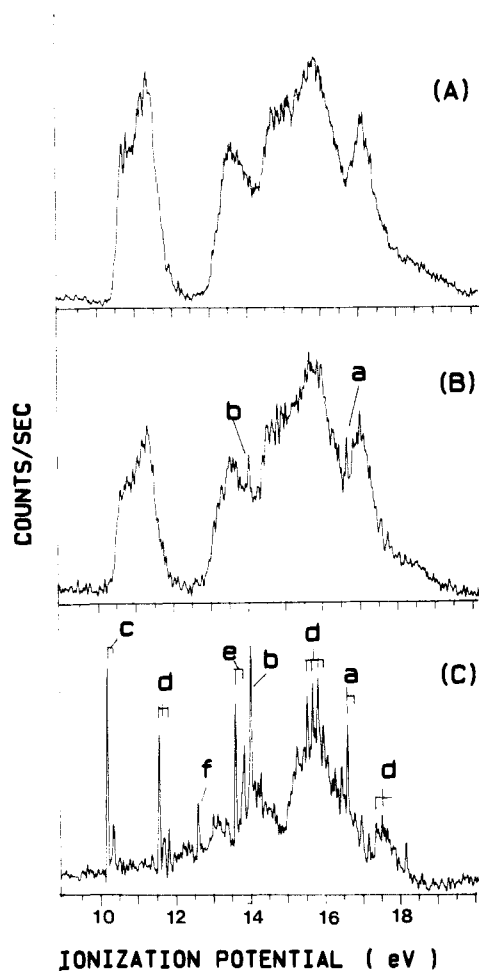 (A)
a
b
(B)
COUNTS/SEC
c
d
e
b
d
a
(C)
f
d
10 12 14 16 18
IONIZATION POTENTIAL ( eV)